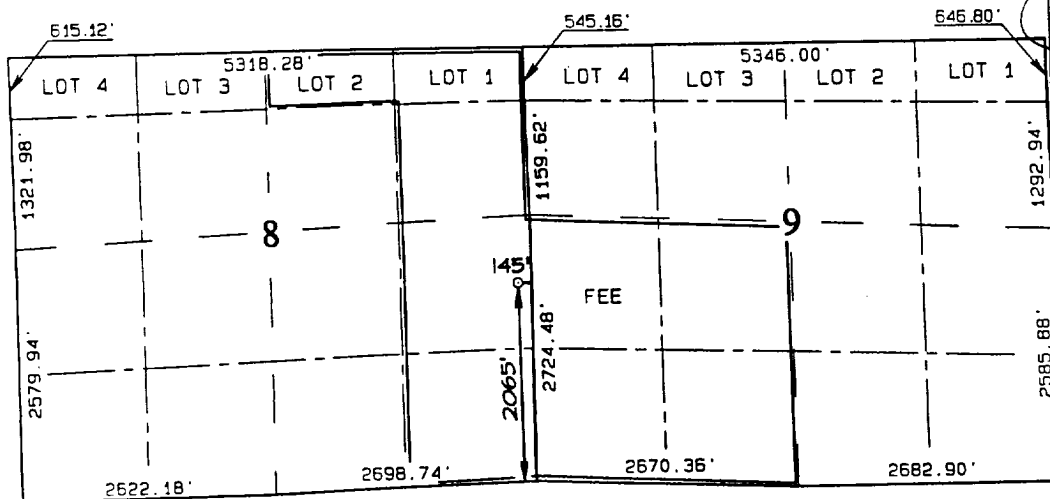 615.12'
545.16'
646.80'
5318.28'
5346.00'
LOT 4
LOT 3
LOT 2
LOT 1
LOT 4
LOT 3
LOT 2
LOT 1
1321.98'
1159.62'
1292.94'
8
9
145'
FEE
2579.94'
2065'
2724.48'
2585.88'
2622.18'
2698.74'
2670.36'
2682.90'